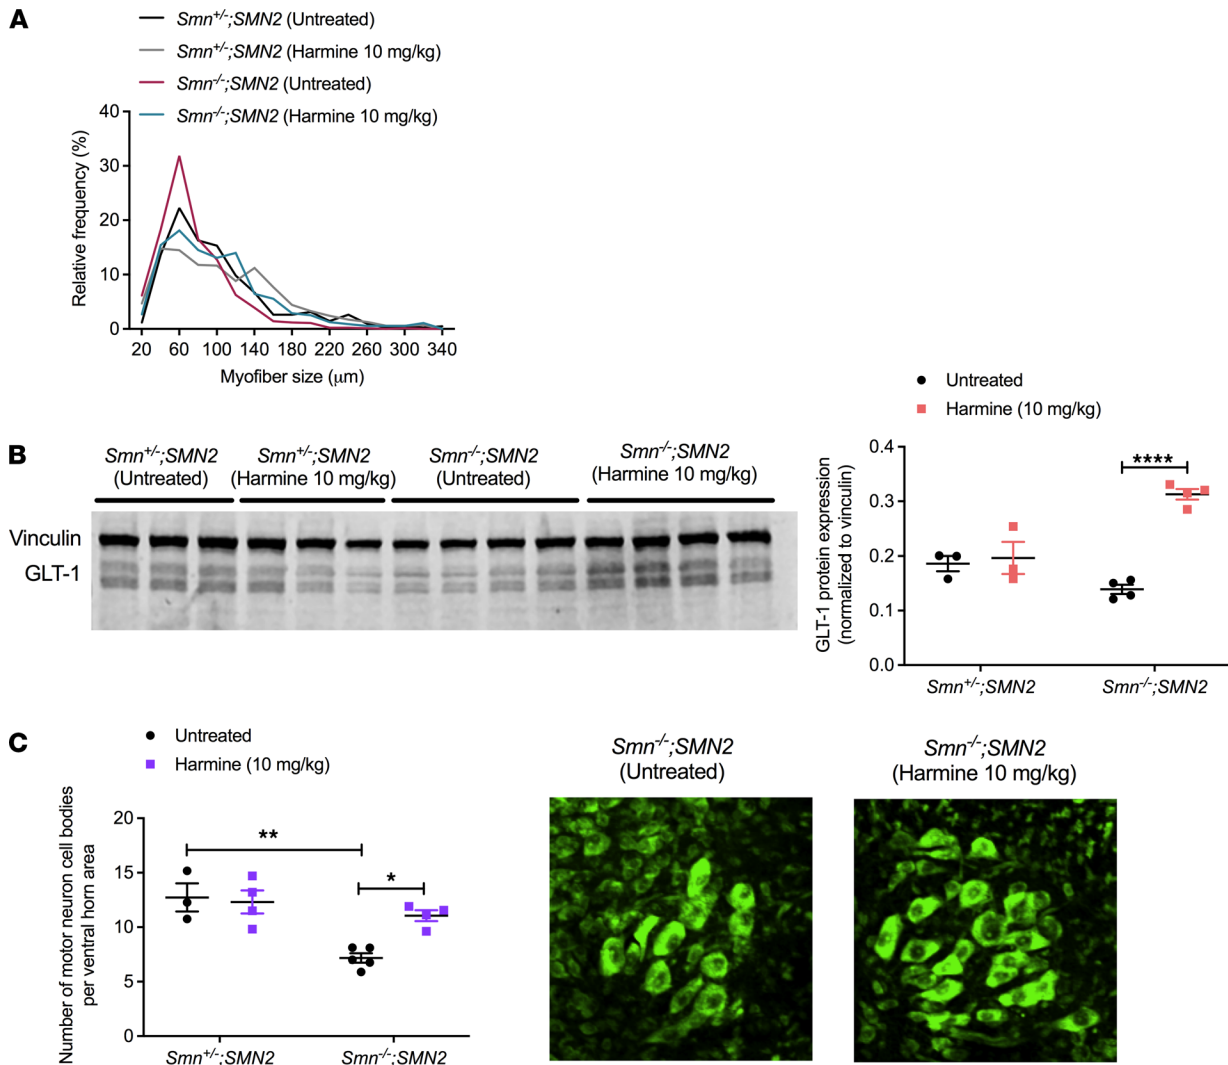 A
Smn+/-;SMN2 (Untreated)
Smn+/-;SMN2 (Harmine 10 mg/kg)
Smn-/-;SMN2 (Untreated)
Smn-/-;SMN2 (Harmine 10 mg/kg)
Relative frequency (%)
40
30
20
10
0
20 60 100 140 180 220 260 300 340
Myofiber size (μm)
B
Smn+/-;SMN2
(Untreated)
Smn+/-;SMN2
(Harmine 10 mg/kg)
Smn-/-;SMN2
(Untreated)
Smn-/-;SMN2
(Harmine 10 mg/kg)
Vinculin
GLT-1
Untreated
Harmine (10 mg/kg)
GLT-1 protein expression
(normalized to vinculin)
0.4
0.3
0.2
0.1
0.0
****
Smn+/-;SMN2
Smn-/-;SMN2
C
Untreated
Harmine (10 mg/kg)
Number of motor neuron cell bodies
per ventral horn area
20
15
10
5
0
**
*
Smn+/-;SMN2
Smn-/-;SMN2
Smn-/-;SMN2
(Untreated)
Smn-/-;SMN2
(Harmine 10 mg/kg)